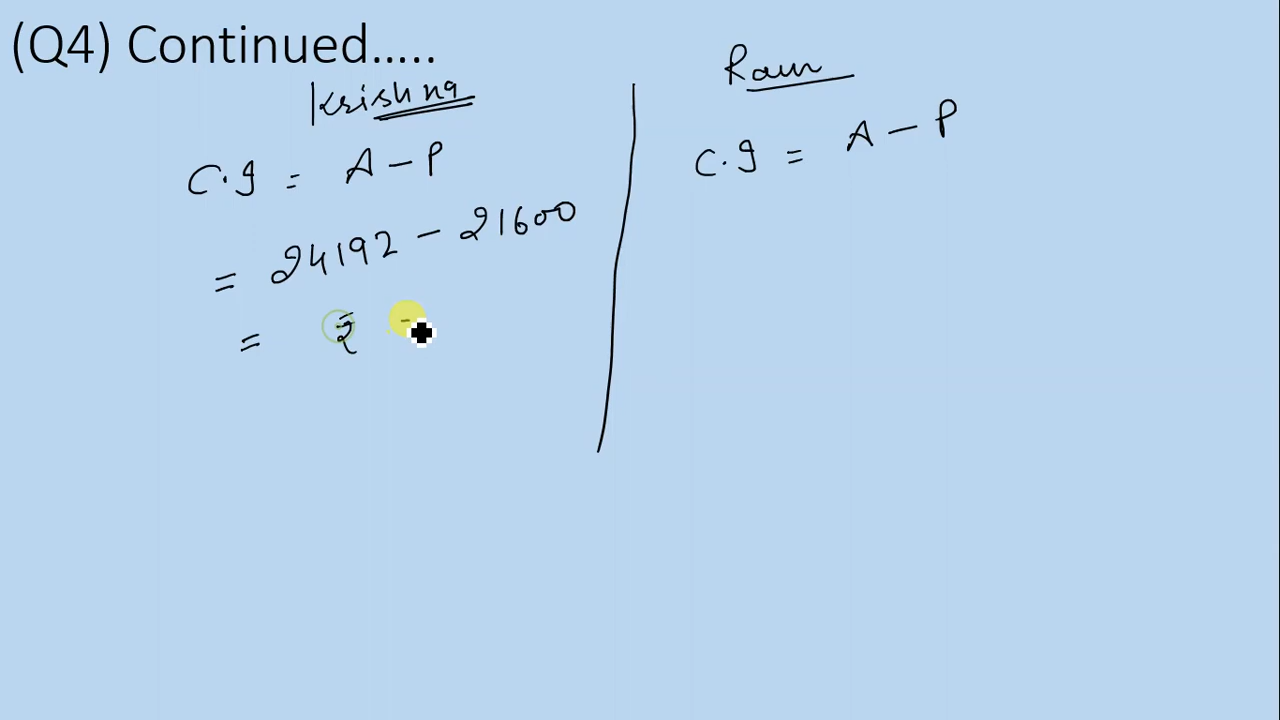 (Q4) Continued…..
Krishna
C.I = A - P
= 24192 - 21600
= ₹
Ram
C.I = A - P